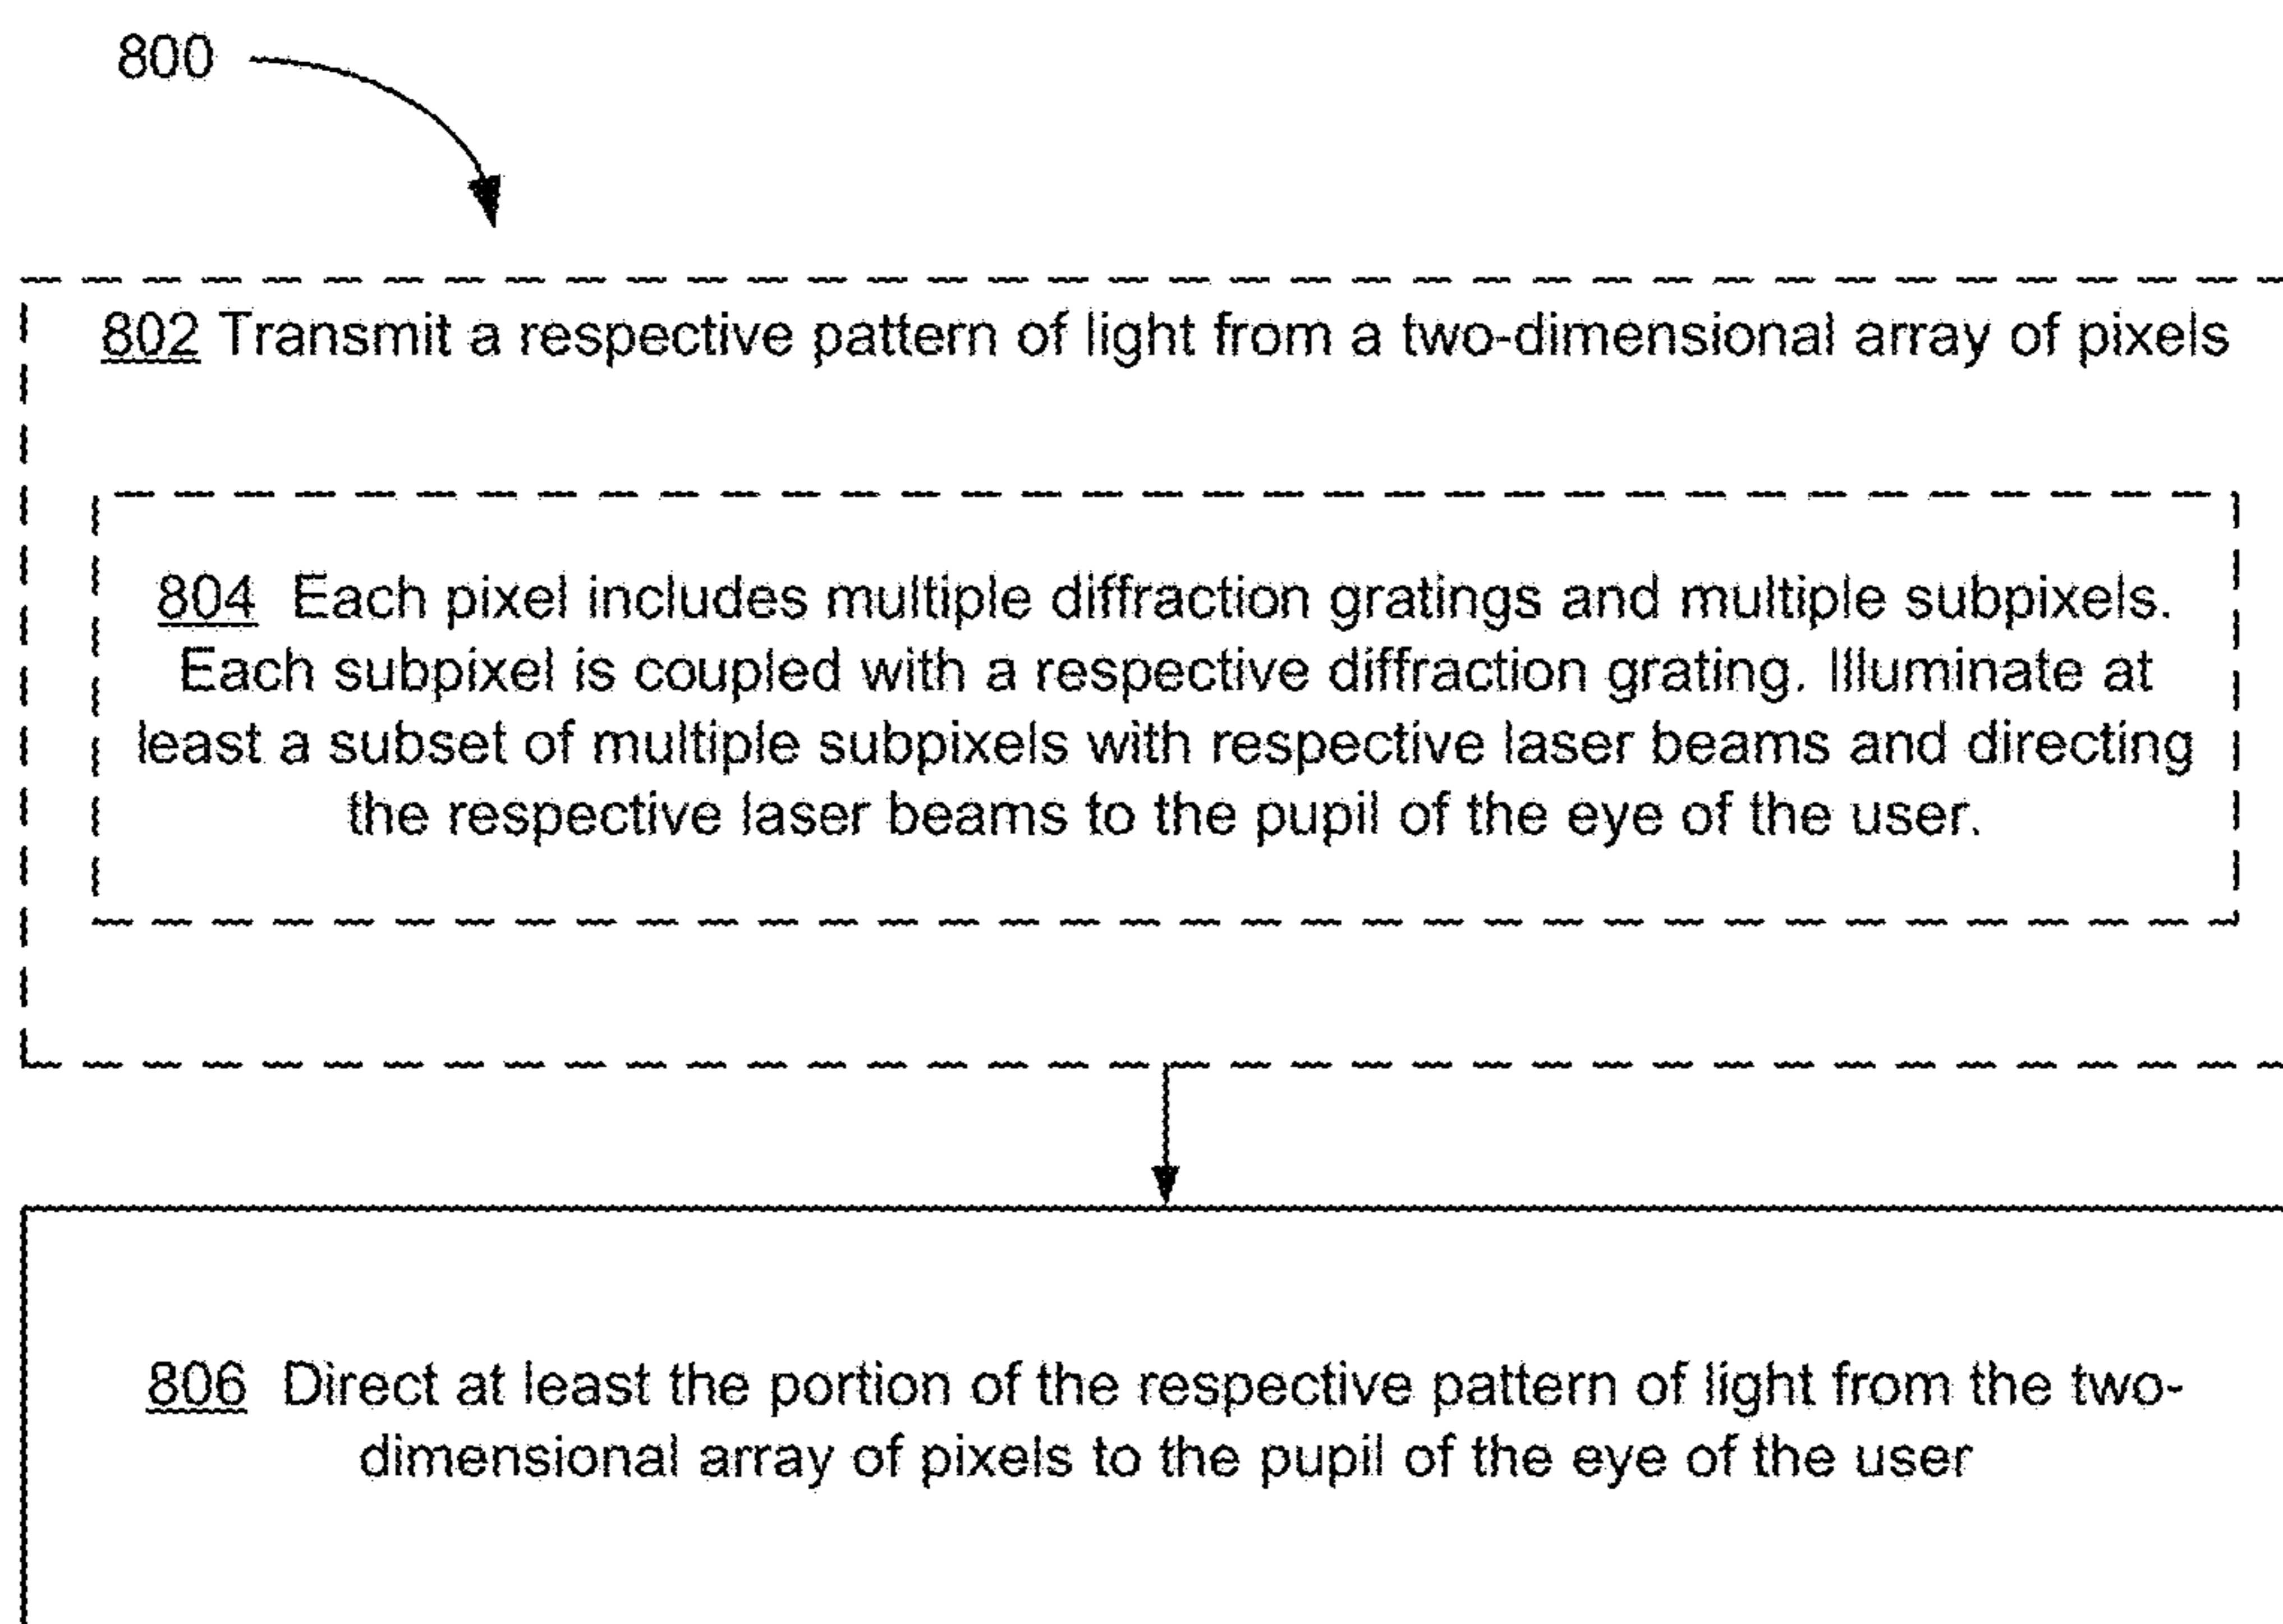 800
802 Transmit a respective pattern of light from a two-dimensional array of pixels
804 Each pixel includes multiple diffraction gratings and multiple subpixels.
Each subpixel is coupled with a respective diffraction grating. Illuminate at
least a subset of multiple subpixels with respective laser beams and directing
the respective laser beams to the pupil of the eye of the user.
806 Direct at least the portion of the respective pattern of light from the two-
dimensional array of pixels to the pupil of the eye of the user